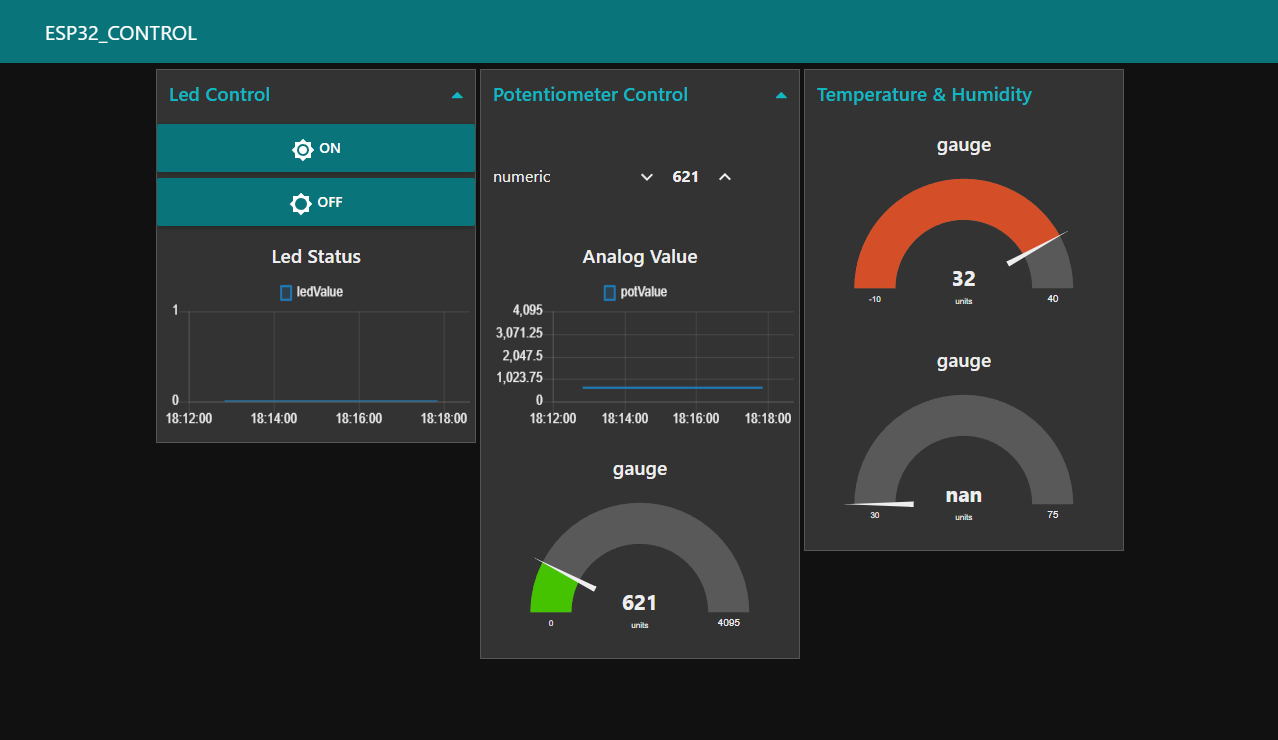 ESP32_CONTROL
Led Control
ON
OFF
Led Status
ledValue
1
0
18:12:00 18:14:00 18:16:00 18:18:00
Potentiometer Control
numeric 621
Analog Value
potValue
4,095
3,071.25
2,047.5
1,023.75
0
18:12:00 18:14:00 18:16:00 18:18:00
gauge
621
units
0 4095
Temperature & Humidity
gauge
32
units
-10 40
gauge
nan
units
30 75